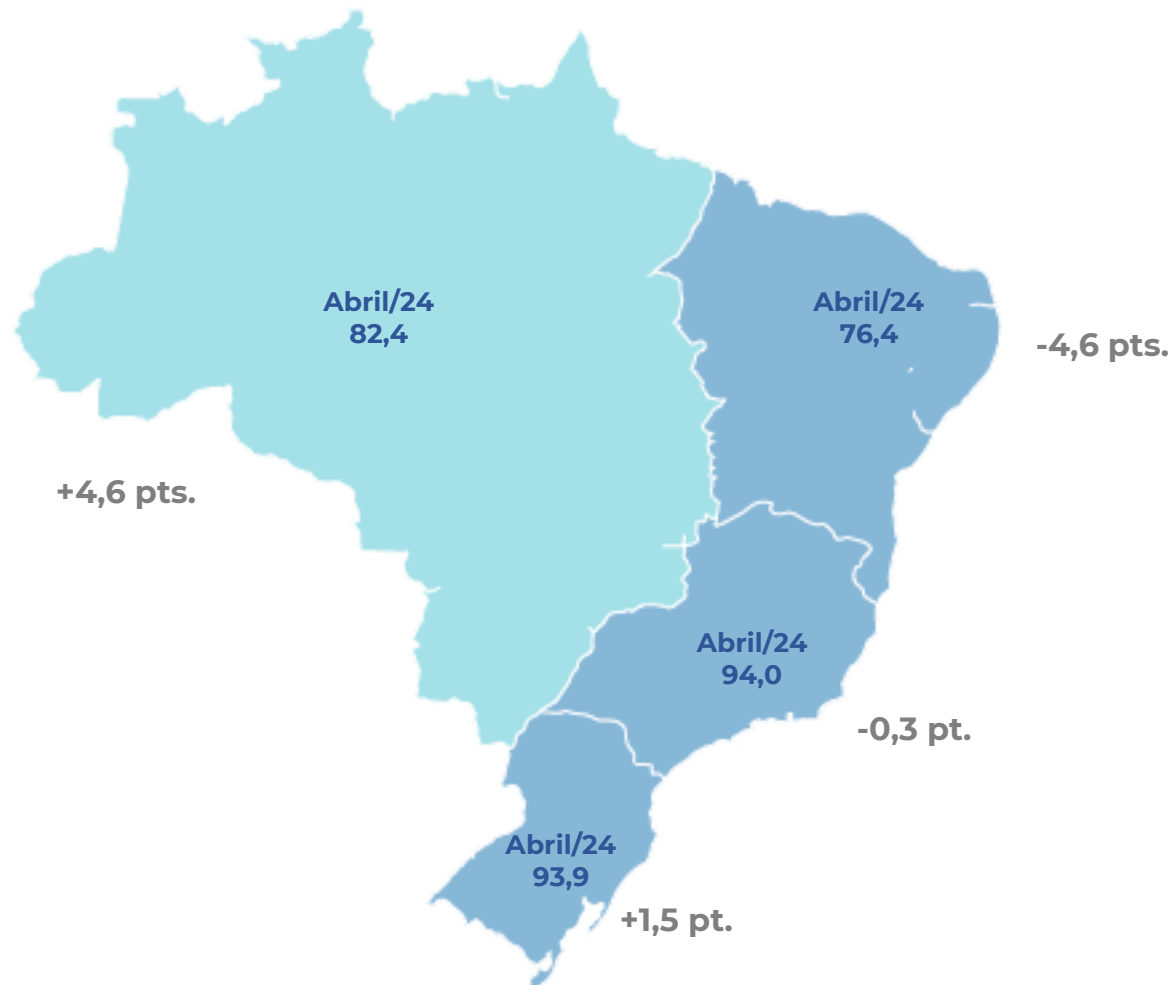 Abril/24
82,4
Abril/24
76,4
-4,6 pts.
+4,6 pts.
Abril/24
94,0
-0,3 pt.
Abril/24
93,9
+1,5 pt.